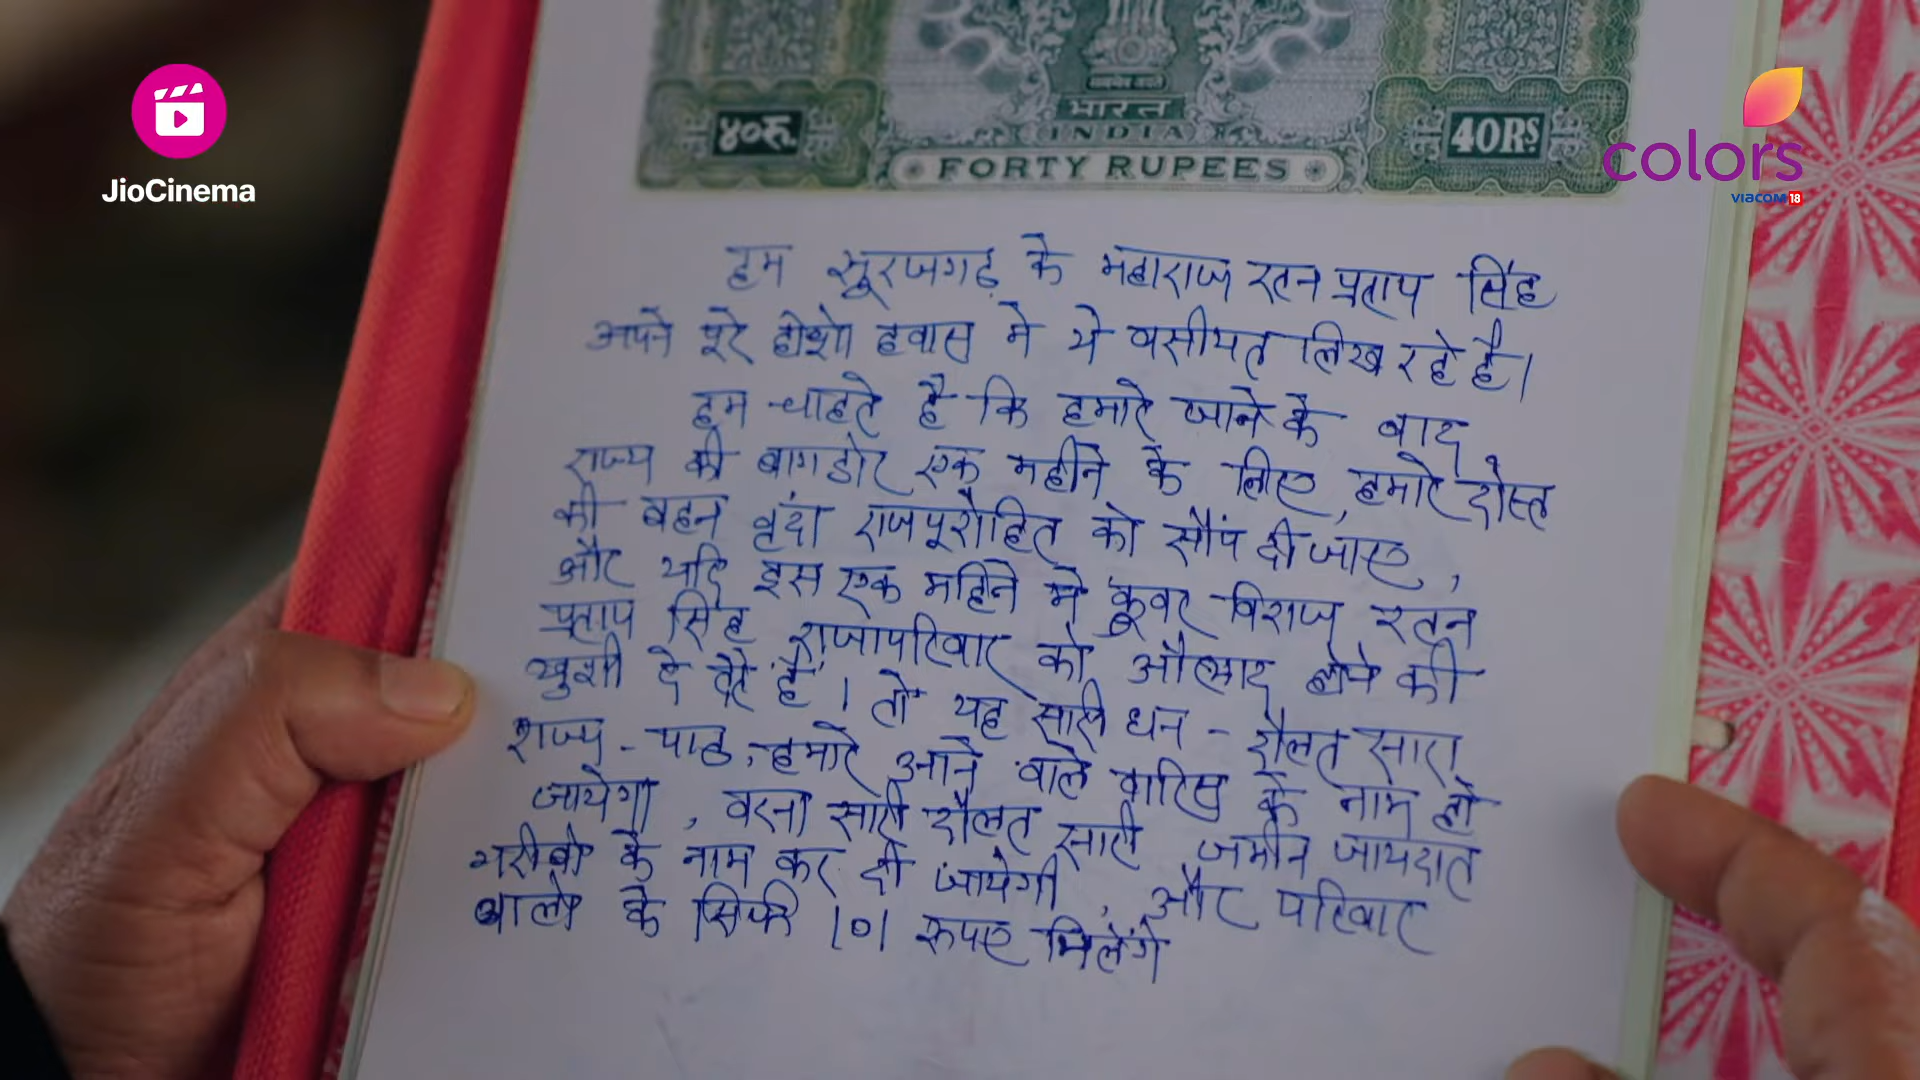 JioCinema
colors
VIACOM18
भारत
INDIA
४०रु.
40RS.
FORTY RUPEES
हम सूरजगढ़ के महाराज रतन प्रताप सिंह
अपने पूरे होशो हवास मे ये वसीयत लिख रहे है।
हम चाहते है कि हमारे जाने के बाद
राज्य की बागडोर एक महीने के लिए, हमारे दोस्त
की बहन वृंदा राजपूरोहित को सौंप दी जाए,
और यदि इस एक महिने मे कूवर विराज रतन
प्रताप सिंह राजापरिवार को औलाद होने की
खुशी दे देते है। तो यह सारी धन - दौलत सारा
राज्य - पाठ, हमारे आने वाले वारिस के नाम हो
जायेगा, वरना सारी दौलत सारी जमीन जायदात
गरीबो के नाम कर दी जायेगी, और परिवार
वालो के सिर्फ 101 रूपए मिलेंगे